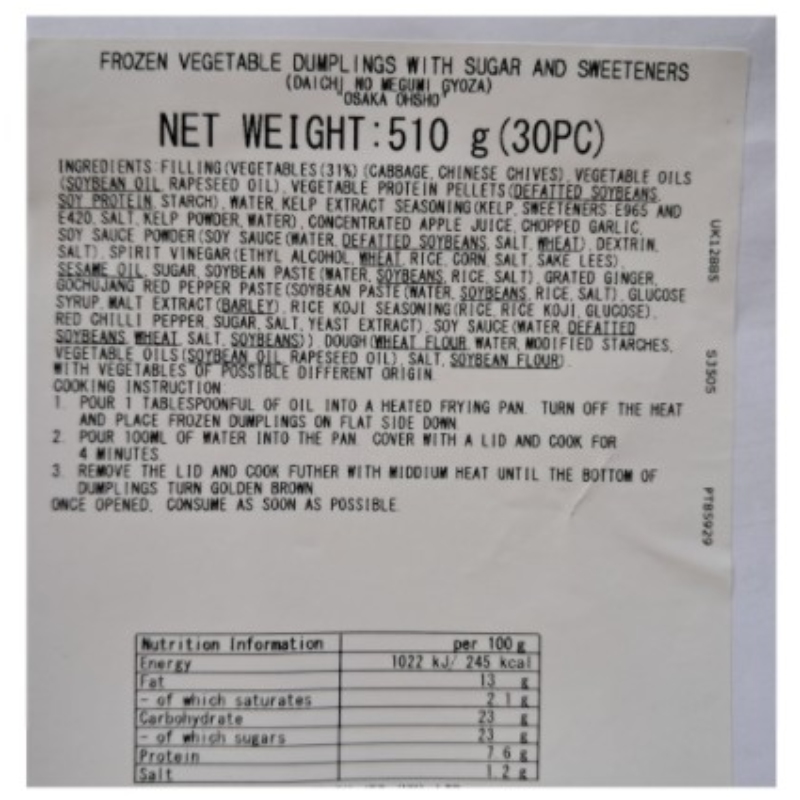 FROZEN VEGETABLE DUMPLINGS WITH SUGAR AND SWEETENERS
(DAICHI NO MEGUMI GYOZA)
"OSAKA OHSHO"
NET WEIGHT:510 g(30PC)
INGREDIENTS:FILLING(VEGETABLES(31%) (CABBAGE, CHINESE CHIVES), VEGETABLE OILS
(SOYBEAN OIL, RAPESEED OIL), VEGETABLE PROTEIN PELLETS(DEFATTED SOYBEANS,
SOY PROTEIN, STARCH), WATER, KELP EXTRACT SEASONING(KELP, SWEETENERS:E965 AND
E420, SALT, KELP POWDER, WATER), CONCENTRATED APPLE JUICE, CHOPPED GARLIC,
SOY SAUCE POWDER(SOY SAUCE(WATER, DEFATTED SOYBEANS, SALT, WHEAT), DEXTRIN,
SALT), SPIRIT VINEGAR(ETHYL ALCOHOL, WHEAT, RICE, CORN, SALT, SAKE LEES),
SESAME OIL, SUGAR, SOYBEAN PASTE(WATER, SOYBEANS, RICE, SALT), GRATED GINGER,
GOCHUJANG RED PEPPER PASTE(SOYBEAN PASTE(WATER, SOYBEANS, RICE, SALT), GLUCOSE
SYRUP, MALT EXTRACT(BARLEY), RICE KOJI SEASONING(RICE, RICE KOJI, GLUCOSE),
RED CHILLI PEPPER, SUGAR, SALT, YEAST EXTRACT), SOY SAUCE(WATER, DEFATTED
SOYBEANS, WHEAT, SALT, SOYBEANS)), DOUGH(WHEAT FLOUR, WATER, MODIFIED STARCHES,
VEGETABLE OILS(SOYBEAN OIL, RAPESEED OIL), SALT, SOYBEAN FLOUR).
WITH VEGETABLES OF POSSIBLE DIFFERENT ORIGIN.
COOKING INSTRUCTION:
1. POUR 1 TABLESPOONFUL OF OIL INTO A HEATED FRYING PAN. TURN OFF THE HEAT
AND PLACE FROZEN DUMPLINGS ON FLAT SIDE DOWN.
2. POUR 100ML OF WATER INTO THE PAN. COVER WITH A LID AND COOK FOR
4 MINUTES.
3. REMOVE THE LID AND COOK FUTHER WITH MIDDIUM HEAT UNTIL THE BOTTOM OF
DUMPLINGS TURN GOLDEN BROWN.
ONCE OPENED, CONSUME AS SOON AS POSSIBLE.
UK12885 S3505 PT85929
Nutrition Information per 100g
Energy 1022 kJ/ 245 kcal
Fat 13 g
- of which saturates 2.1 g
Carbohydrate 23 g
- of which sugars 23 g
Protein 7.6 g
Salt 1.2 g